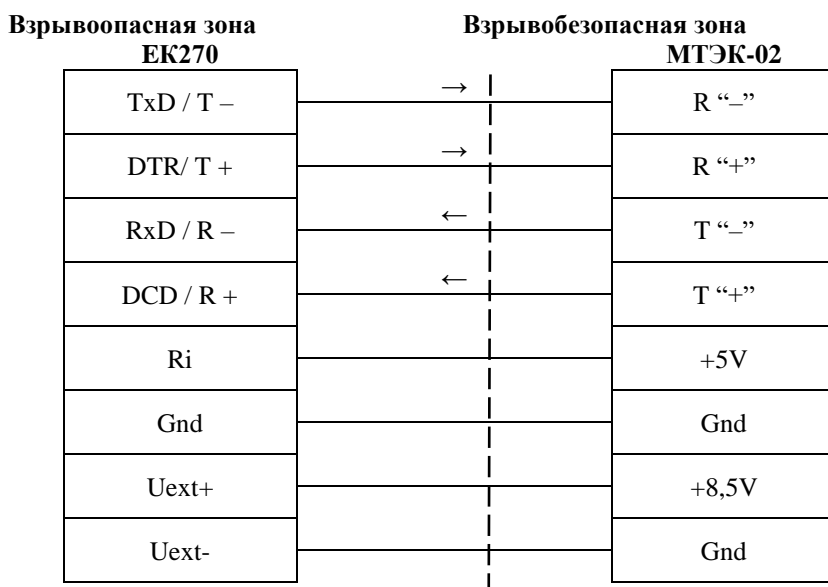 Взрывоопасная зона Взрывобезопасная зона
ЕК270 МТЭК-02
TxD / T – → R “–”
DTR/ T + → R “+”
RxD / R – ← T “–”
DCD / R + ← T “+”
Ri +5V
Gnd Gnd
Uext+ +8,5V
Uext- Gnd